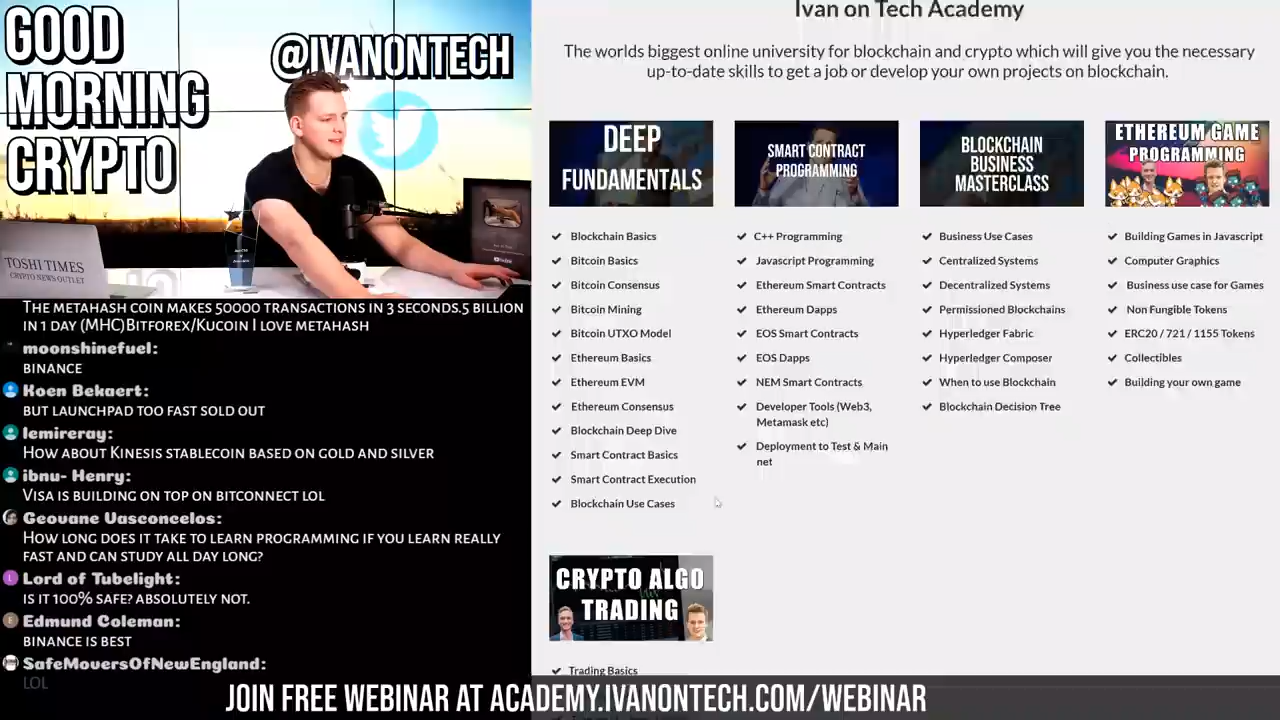 GOOD
MORNING
CRYPTO
@IVANONTECH
TOSHI TIMES
CRYPTO NEWS OUTLET
THE METAHASH COIN MAKES 50000 TRANSACTIONS IN 3 SECONDS.5 BILLION
IN 1 DAY (MHC)BITFOREX/KUCOIN I LOVE METAHASH
moonshinefuel:
BINANCE
Koen Bekaert:
BUT LAUNCHPAD TOO FAST SOLD OUT
lemireray:
HOW ABOUT KINESIS STABLECOIN BASED ON GOLD AND SILVER
ibnu- Henry:
VISA IS BUILDING ON TOP ON BITCONNECT LOL
Geovane Vasconcelos:
HOW LONG DOES IT TAKE TO LEARN PROGRAMMING IF YOU LEARN REALLY
FAST AND CAN STUDY ALL DAY LONG?
Lord of Tubelight:
IS IT 100% SAFE? ABSOLUTELY NOT.
Edmund Coleman:
BINANCE IS BEST
SafeMoversOfNewEngland:
LOL
Ivan on Tech Academy
The worlds biggest online university for blockchain and crypto which will give you the necessary
up-to-date skills to get a job or develop your own projects on blockchain.
DEEP
FUNDAMENTALS
Blockchain Basics
Bitcoin Basics
Bitcoin Consensus
Bitcoin Mining
Bitcoin UTXO Model
Ethereum Basics
Ethereum EVM
Ethereum Consensus
Blockchain Deep Dive
Smart Contract Basics
Smart Contract Execution
Blockchain Use Cases
SMART CONTRACT
PROGRAMMING
C++ Programming
Javascript Programming
Ethereum Smart Contracts
Ethereum Dapps
EOS Smart Contracts
EOS Dapps
NEM Smart Contracts
Developer Tools (Web3,
Metamask etc)
Deployment to Test & Main
net
BLOCKCHAIN
BUSINESS
MASTERCLASS
Business Use Cases
Centralized Systems
Decentralized Systems
Permissioned Blockchains
Hyperledger Fabric
Hyperledger Composer
When to use Blockchain
Blockchain Decision Tree
ETHEREUM GAME
PROGRAMMING
Building Games in Javascript
Computer Graphics
Business use case for Games
Non Fungible Tokens
ERC20 / 721 / 1155 Tokens
Collectibles
Building your own game
CRYPTO ALGO
TRADING
Trading Basics
JOIN FREE WEBINAR AT ACADEMY.IVANONTECH.COM/WEBINAR